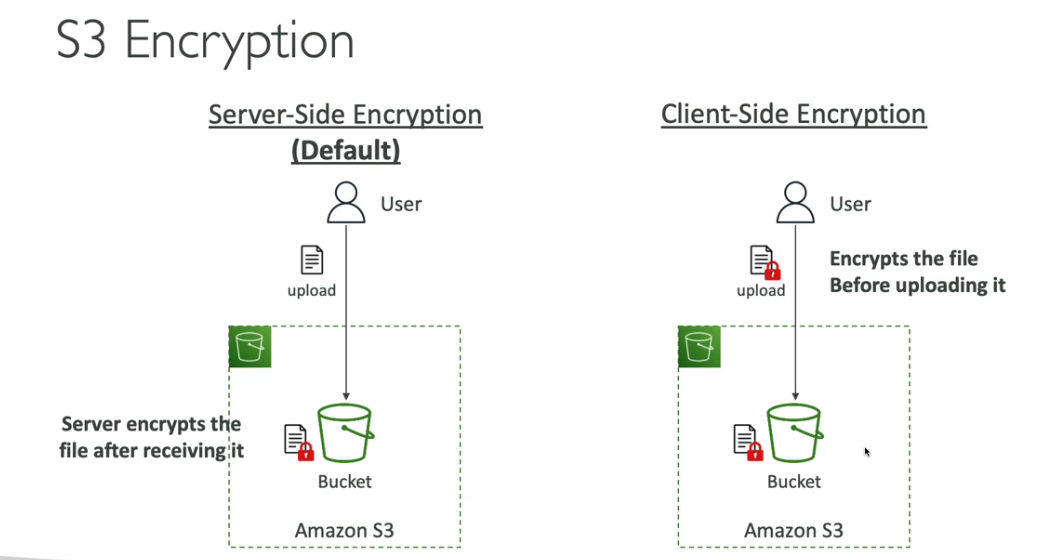 S3 Encryption
Server-Side Encryption
(Default)
User
upload
Server encrypts the
file after receiving it
Bucket
Amazon S3
Client-Side Encryption
User
Encrypts the file
Before uploading it
upload
Bucket
Amazon S3